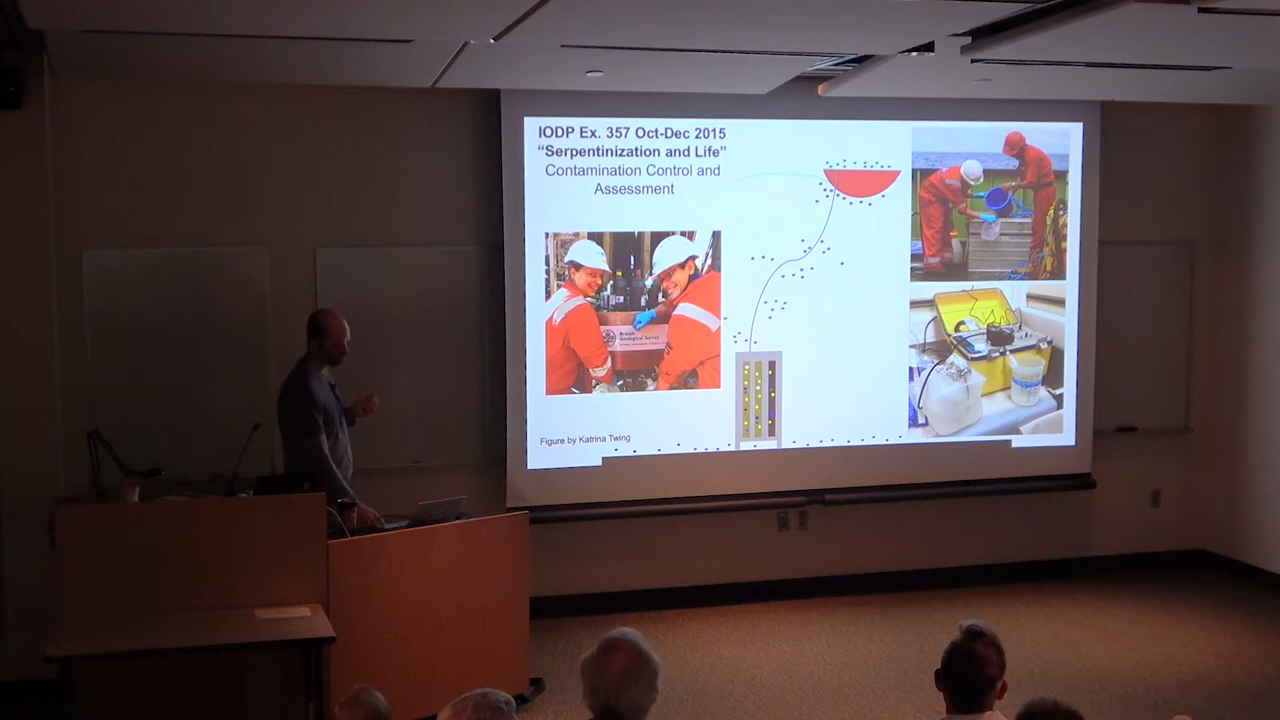 IODP Ex. 357 Oct-Dec 2015
“Serpentinization and Life”
Contamination Control and
Assessment
British
Geological Survey
Figure by Katrina Twing